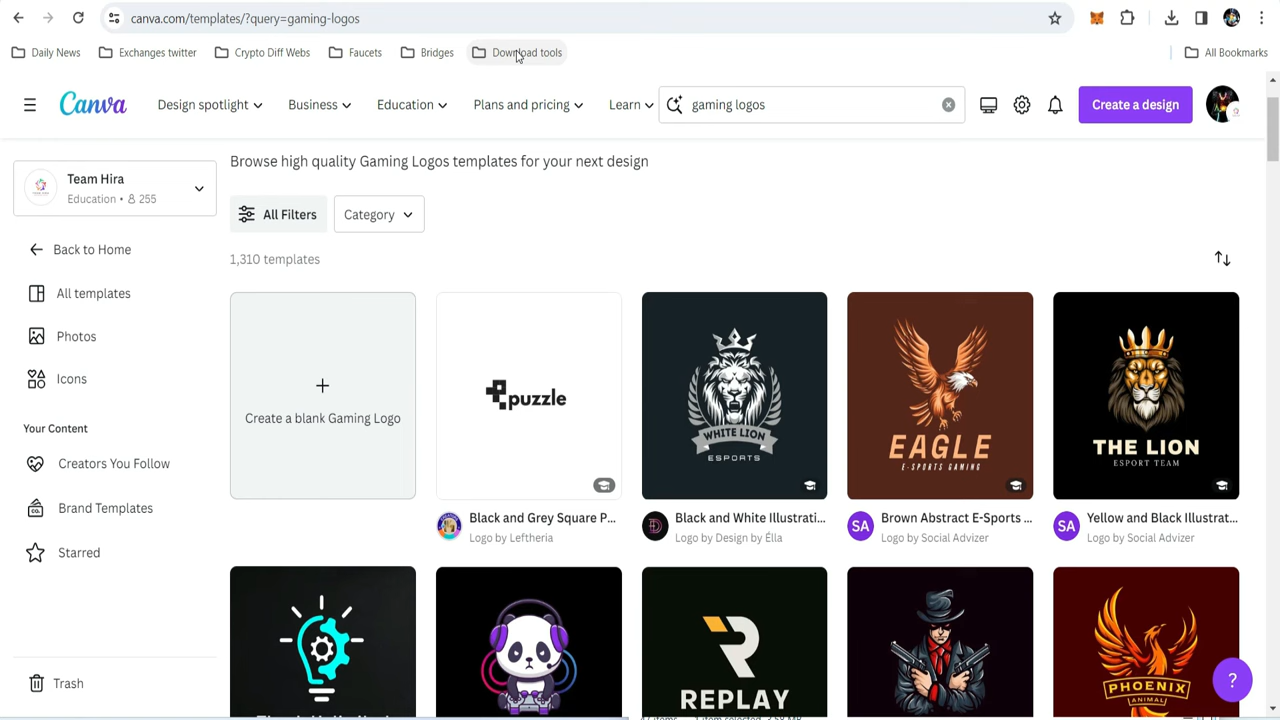 canva.com/templates/?query=gaming-logos
Daily News
Exchanges twitter
Crypto Diff Webs
Faucets
Bridges
Download tools
All Bookmarks
Canva
Design spotlight
Business
Education
Plans and pricing
Learn
gaming logos
Create a design
Browse high quality Gaming Logos templates for your next design
Team Hira
Education • 255
All Filters
Category
Back to Home
1,310 templates
All templates
Photos
Icons
Your Content
Creators You Follow
Brand Templates
Starred
Trash
+
Create a blank Gaming Logo
puzzle
WHITE LION
ESPORTS
EAGLE
E-SPORTS GAMING
THE LION
ESPORT TEAM
Black and Grey Square P...
Logo by Leftheria
Black and White Illustrati...
Logo by Design by Élla
SA
Brown Abstract E-Sports ...
Logo by Social Advizer
SA
Yellow and Black Illustrat...
Logo by Social Advizer
REPLAY
PHOENIX
ANIMAL
?